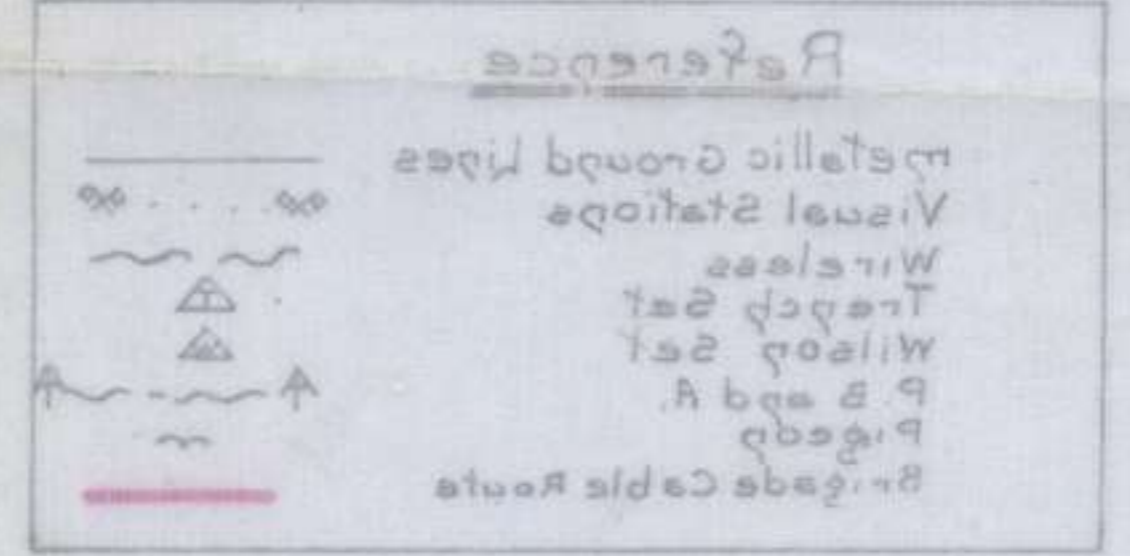 Reference
Metallic Ground Lines
Visual Stations
Wireless
Trench Set
Wilson Set
P. B and A.
Pigeon
Brigade Cable Route